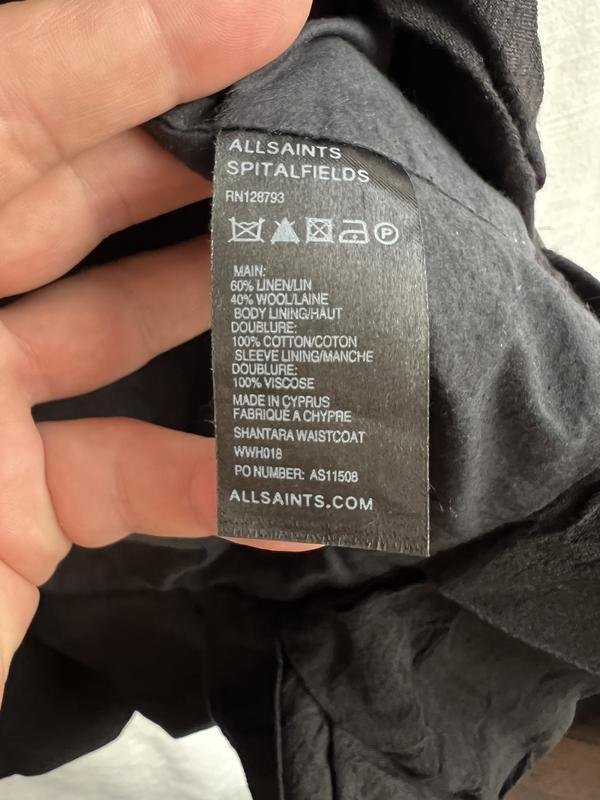 ALLSAINTS
SPITALFIELDS
RN128793
P
MAIN:
60% LINEN/LIN
40% WOOL/LAINE
BODY LINING/HAUT
DOUBLURE:
100% COTTON/COTON
SLEEVE LINING/MANCHE
DOUBLURE:
100% VISCOSE
MADE IN CYPRUS
FABRIQUÉ A CHYPRE
SHANTARA WAISTCOAT
WWH018
PO NUMBER: AS11508
ALLSAINTS.COM